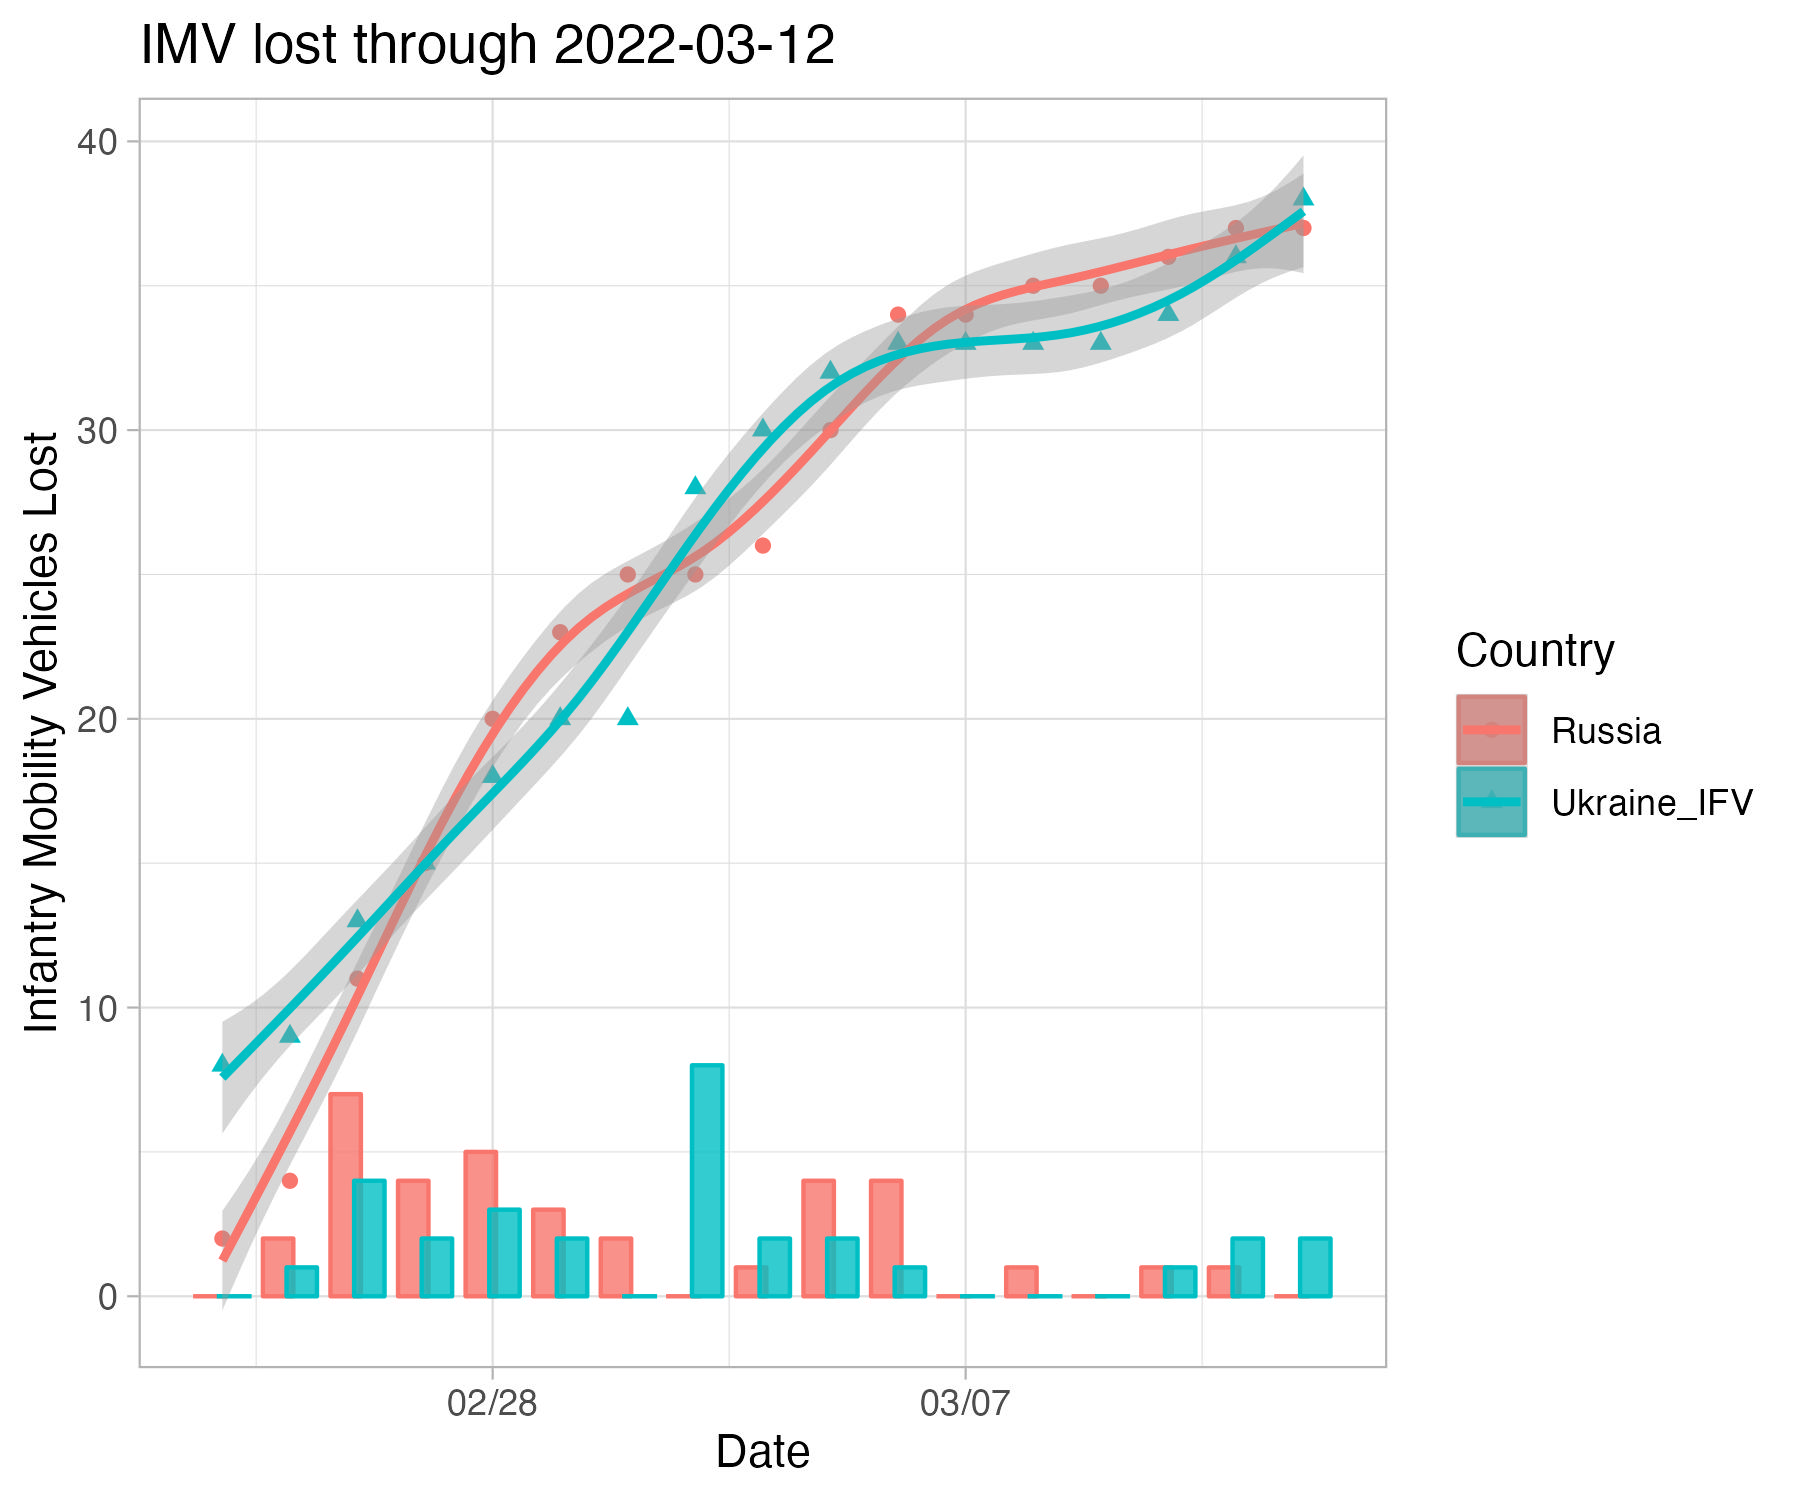 IMV lost through 2022-03-12
Infantry Mobility Vehicles Lost
40
30
20
10
0
02/28
03/07
Date
Country
Russia
Ukraine_IFV